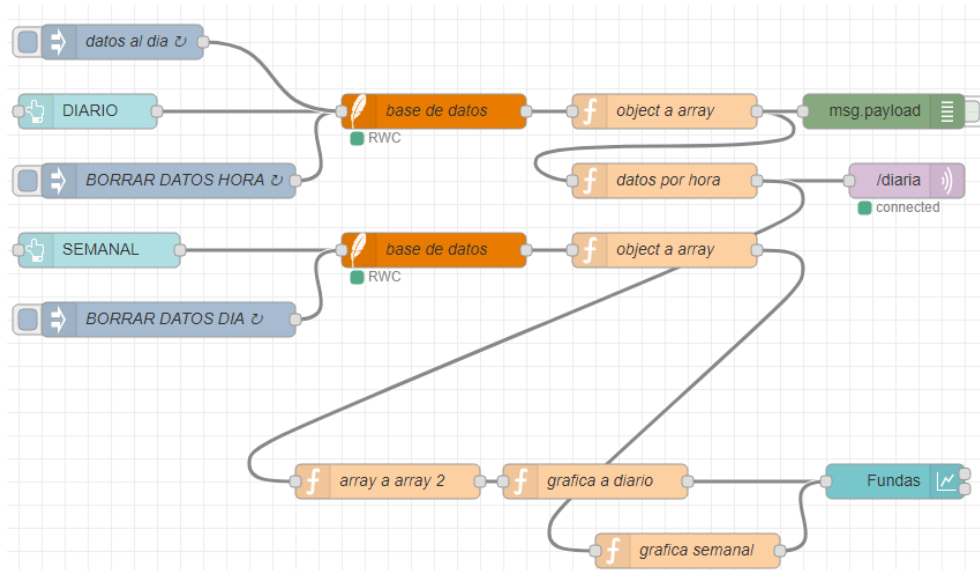 datos al dia ↻
DIARIO
base de datos
object a array
msg.payload
RWC
BORRAR DATOS HORA ↻
datos por hora
/diaria
connected
SEMANAL
base de datos
object a array
RWC
BORRAR DATOS DIA ↻
array a array 2
grafica a diario
Fundas
grafica semanal